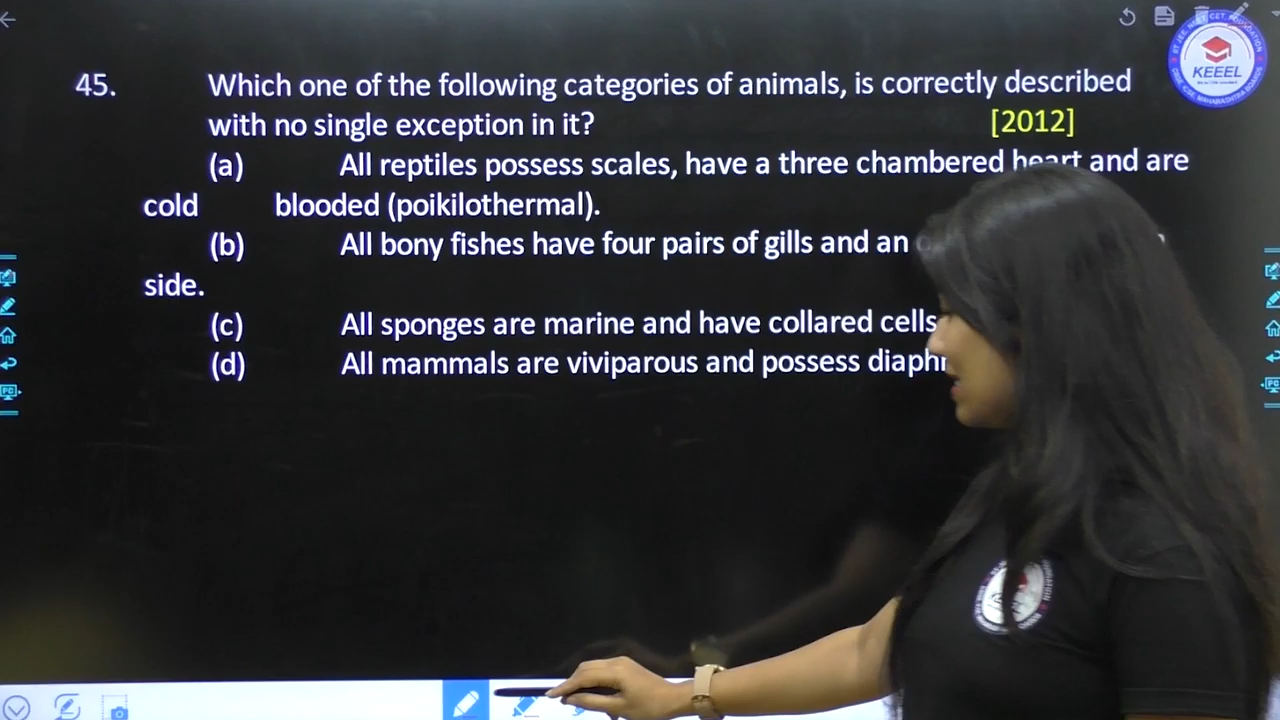 45. Which one of the following categories of animals, is correctly described
with no single exception in it? [2012]
(a) All reptiles possess scales, have a three chambered heart and are
cold blooded (poikilothermal).
(b) All bony fishes have four pairs of gills and an
side.
(c) All sponges are marine and have collared cells
(d) All mammals are viviparous and possess
KEEEL
PC
PC